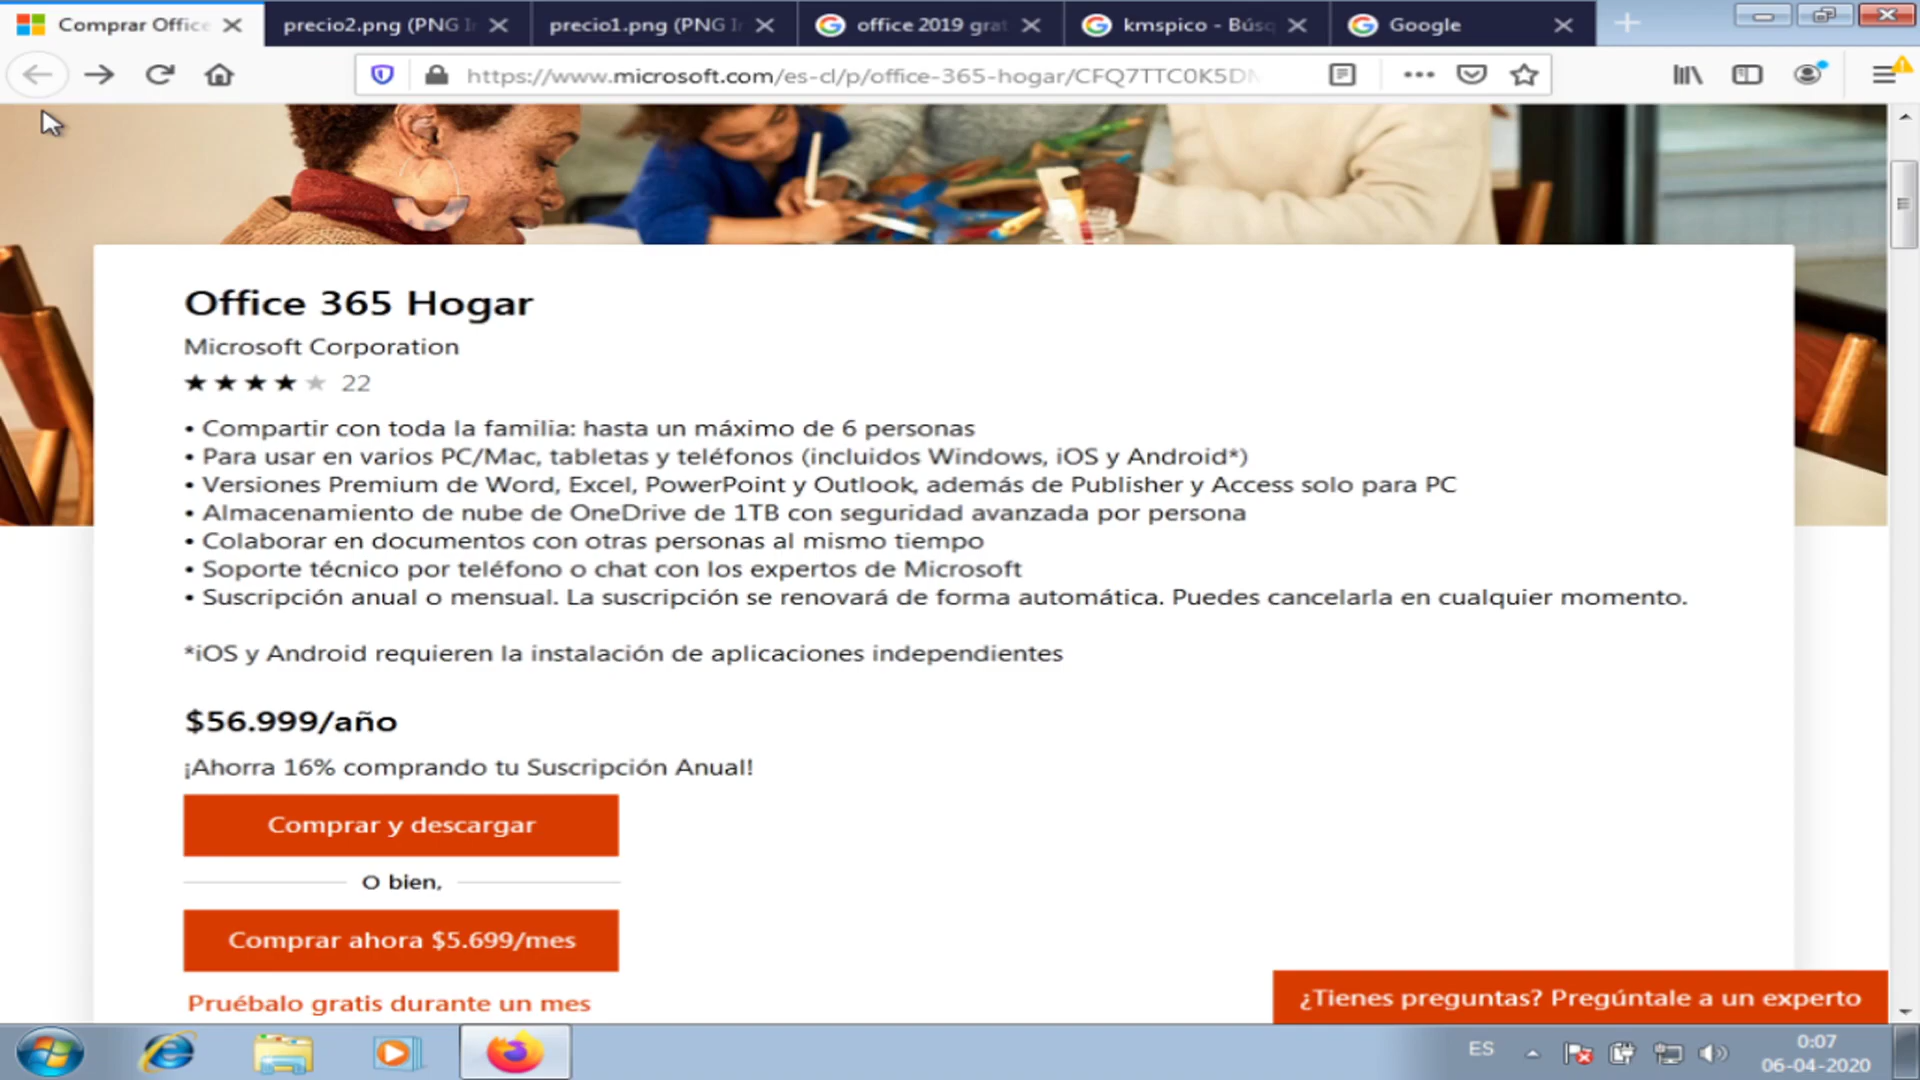 Comprar Office
precio2.png (PNG I
precio1.png (PNG I
office 2019 grat
kmspico - Búsq
Google
https://www.microsoft.com/es-cl/p/office-365-hogar/CFQ7TTC0K5DM
Office 365 Hogar
Microsoft Corporation
★★★★★ 22
• Compartir con toda la familia: hasta un máximo de 6 personas
• Para usar en varios PC/Mac, tabletas y teléfonos (incluidos Windows, iOS y Android*)
• Versiones Premium de Word, Excel, PowerPoint y Outlook, además de Publisher y Access solo para PC
• Almacenamiento de nube de OneDrive de 1TB con seguridad avanzada por persona
• Colaborar en documentos con otras personas al mismo tiempo
• Soporte técnico por teléfono o chat con los expertos de Microsoft
• Suscripción anual o mensual. La suscripción se renovará de forma automática. Puedes cancelarla en cualquier momento.
*iOS y Android requieren la instalación de aplicaciones independientes
$56.999/año
¡Ahorra 16% comprando tu Suscripción Anual!
Comprar y descargar
O bien,
Comprar ahora $5.699/mes
Pruébalo gratis durante un mes
¿Tienes preguntas? Pregúntale a un experto
ES
0:07
06-04-2020